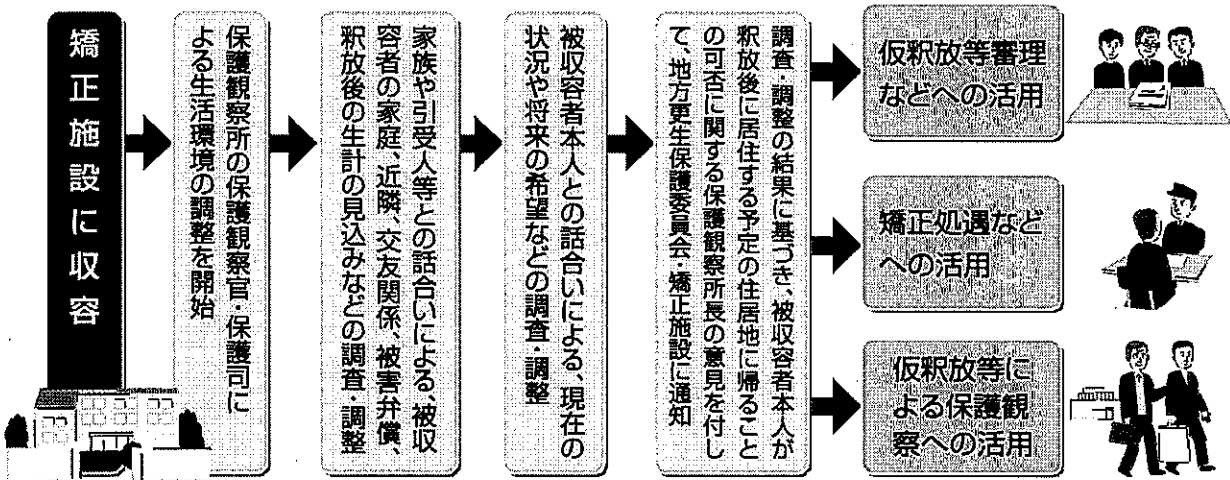 矯正施設に収容
保護観察所の保護観察官・保護司に
よる生活環境の調整を開始
家族や引受人等との話合いによる、被収
容者の家庭、近隣、交友関係、被害弁償、
釈放後の生計の見込みなどの調査・調整
被収容者本人との話合いによる、現在の
状況や将来の希望などの調査・調整
調査・調整の結果に基づき、被収容者本人が
釈放後に居住する予定の住居地に帰ること
の可否に関する保護観察所長の意見を付し
て、地方更生保護委員会・矯正施設に通知
仮釈放等審理
などへの活用
矯正処遇など
への活用
仮釈放等に
よる保護観
察への活用